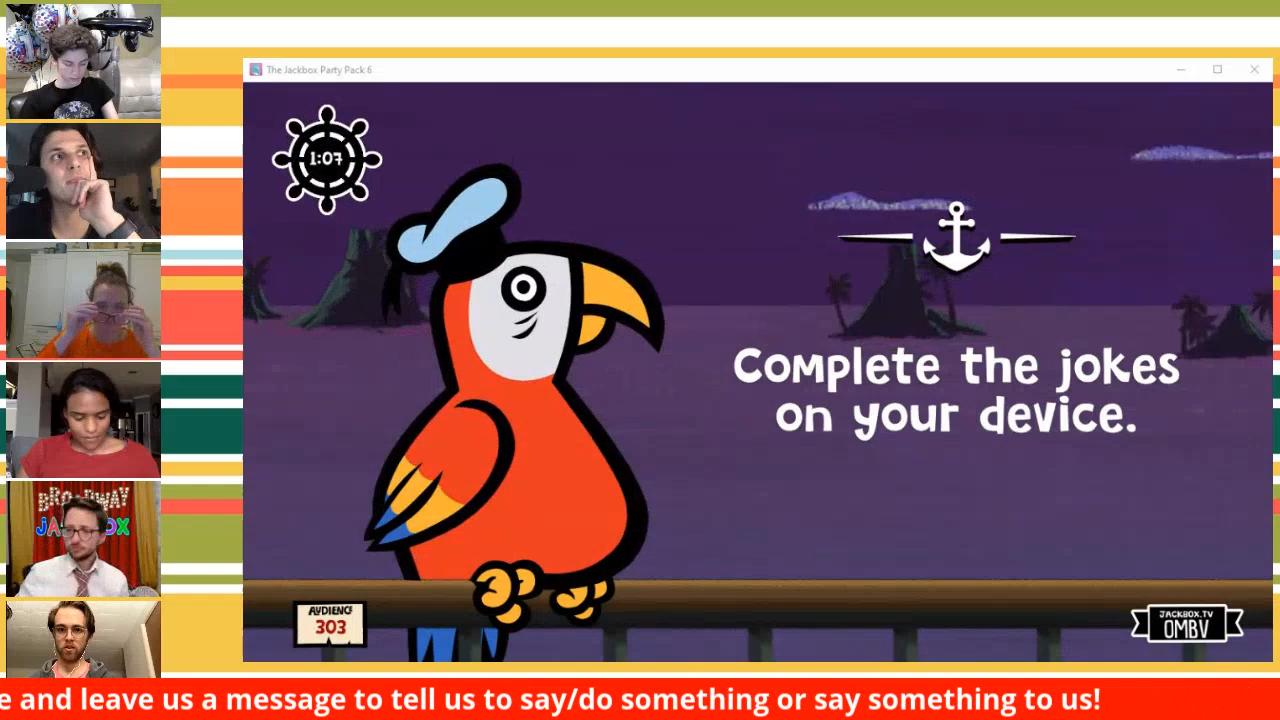 The Jackbox Party Pack 6
1:07
Complete the jokes
on your device.
BROADWAY
AUDIENCE
303
JACKBOX.TV
OMBV
e and leave us a message to tell us to say/do something or say something to us!